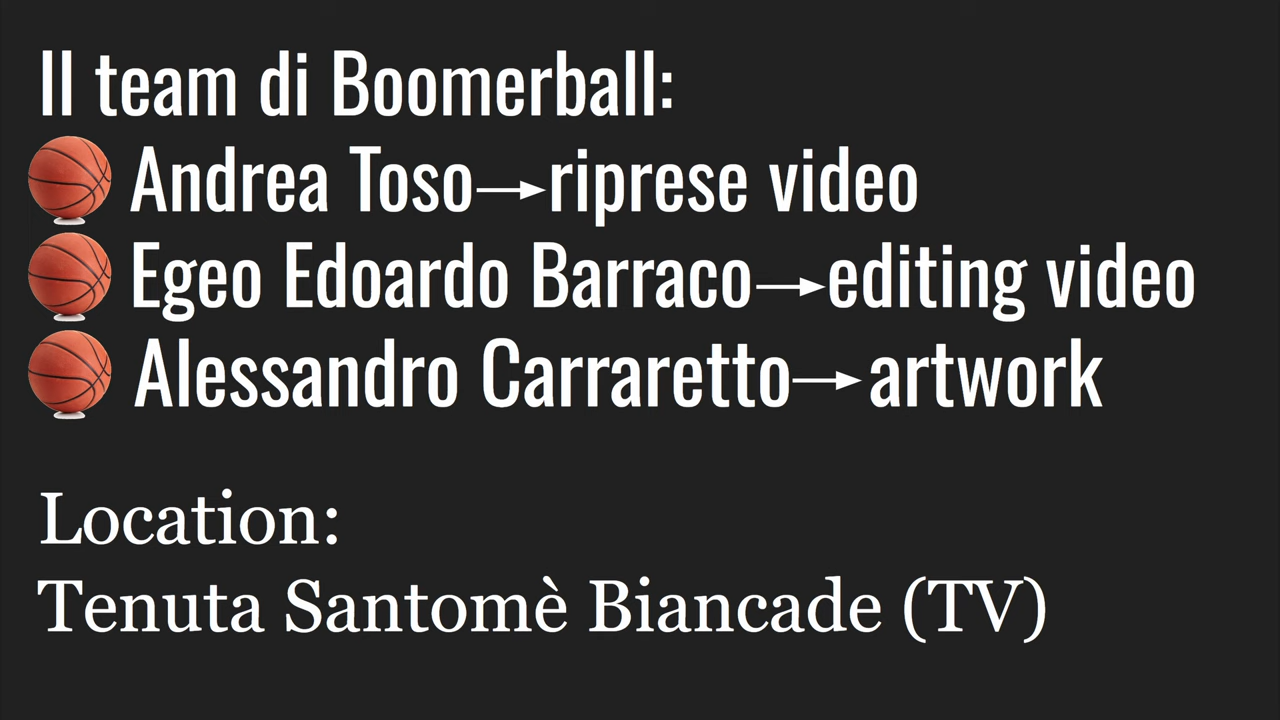 Il team di Boomerball:
Andrea Toso→riprese video
Egeo Edoardo Barraco→editing video
Alessandro Carraretto→artwork
Location:
Tenuta Santomè Biancade (TV)